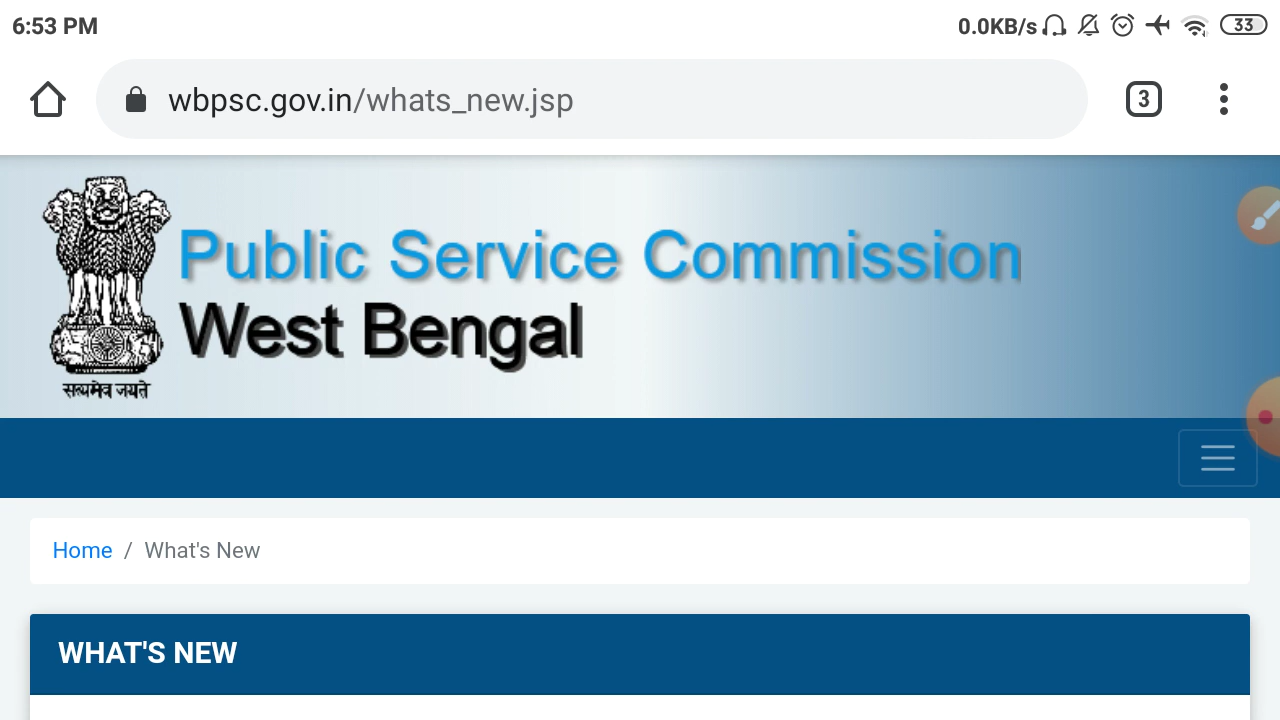 6:53 PM 0.0KB/s 33
wbpsc.gov.in/whats_new.jsp 3
Public Service Commission
West Bengal
सत्यमेव जयते
Home / What's New
WHAT'S NEW